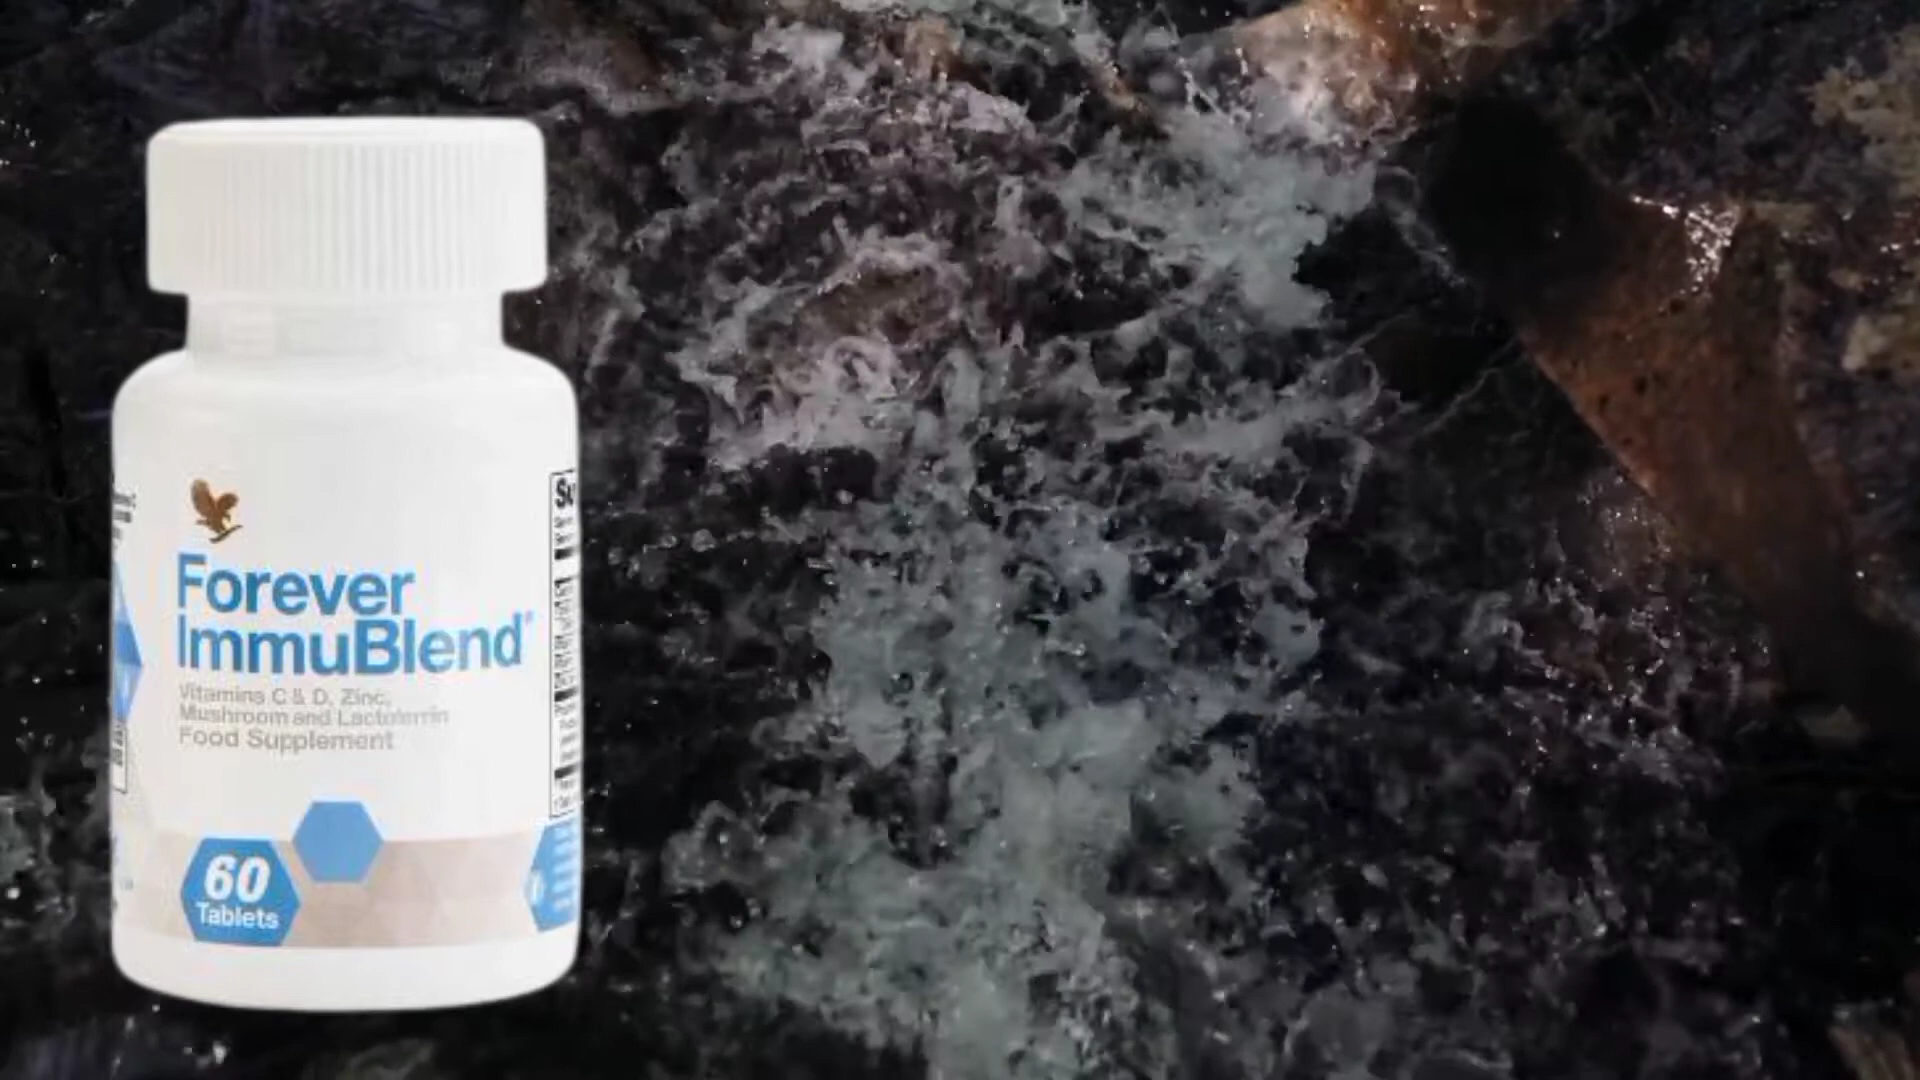 Forever
ImmuBlend®
Vitamins C & D, Zinc,
Mushroom and Lactoferrin
Food Supplement
60
Tablets